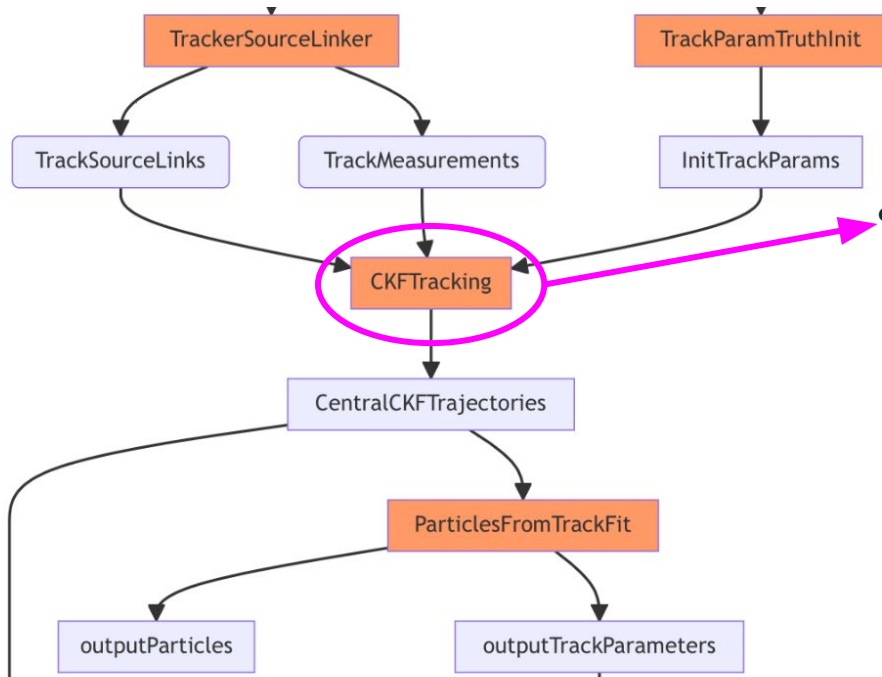 TrackerSourceLinker
TrackParamTruthInit
TrackSourceLinks
TrackMeasurements
InitTrackParams
CKFTracking
CentralCKFTrajectories
ParticlesFromTrackFit
outputParticles
outputTrackParameters